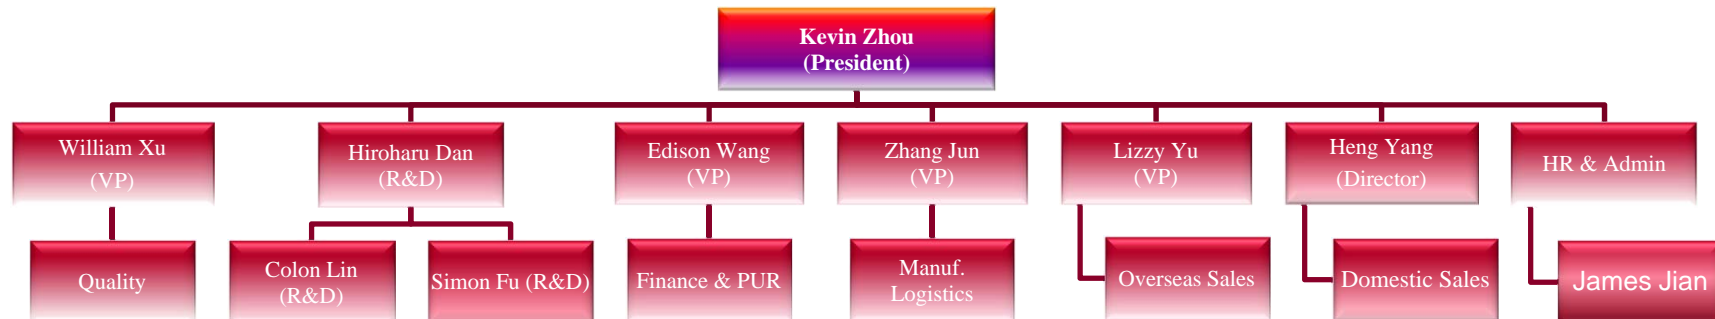 Kevin Zhou
(President)
William Xu
(VP)
Hiroharu Dan
(R&D)
Edison Wang
(VP)
Zhang Jun
(VP)
Lizzy Yu
(VP)
Heng Yang
(Director)
HR & Admin
Quality
Colon Lin
(R&D)
Simon Fu (R&D)
Finance & PUR
Manuf.
Logistics
Overseas Sales
Domestic Sales
James Jian